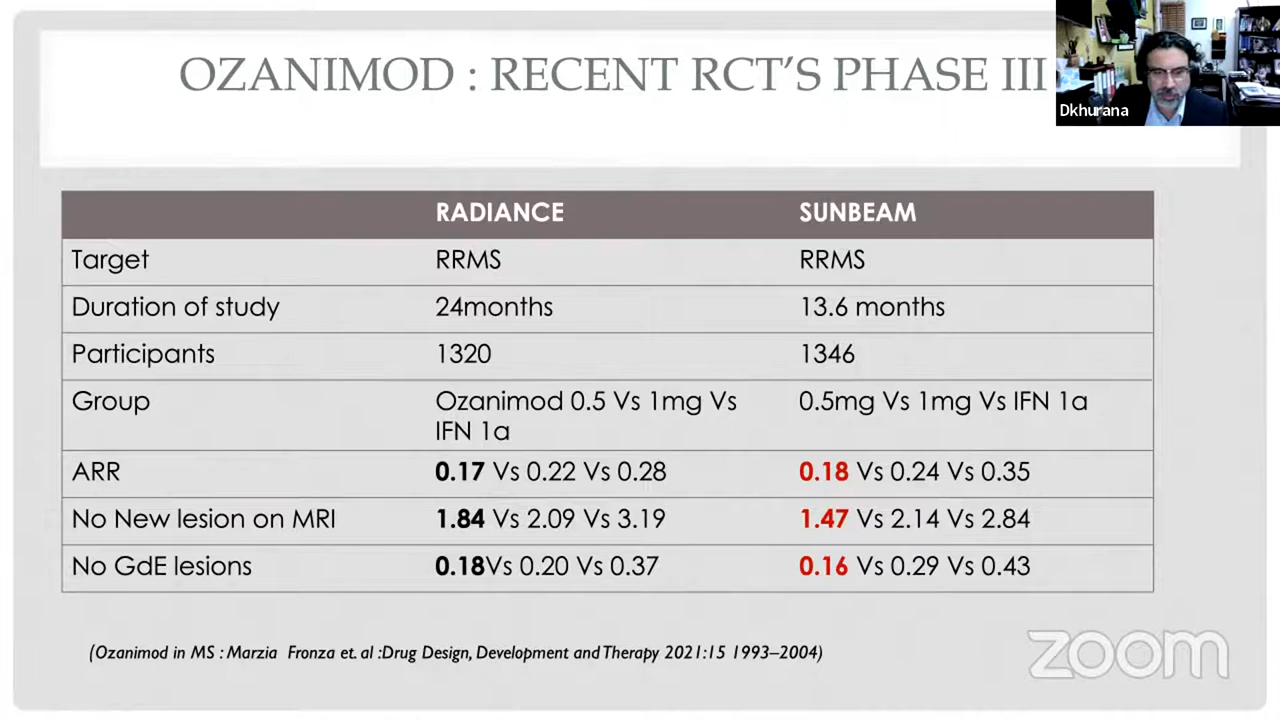 OZANIMOD : RECENT RCT'S PHASE III
Dkhurana
RADIANCE SUNBEAM
Target RRMS RRMS
Duration of study 24months 13.6 months
Participants 1320 1346
Group Ozanimod 0.5 Vs 1mg Vs IFN 1a 0.5mg Vs 1mg Vs IFN 1a
ARR 0.17 Vs 0.22 Vs 0.28 0.18 Vs 0.24 Vs 0.35
No New lesion on MRI 1.84 Vs 2.09 Vs 3.19 1.47 Vs 2.14 Vs 2.84
No GdE lesions 0.18Vs 0.20 Vs 0.37 0.16 Vs 0.29 Vs 0.43
(Ozanimod in MS : Marzia Fronza et. al :Drug Design, Development and Therapy 2021:15 1993–2004)
zoom